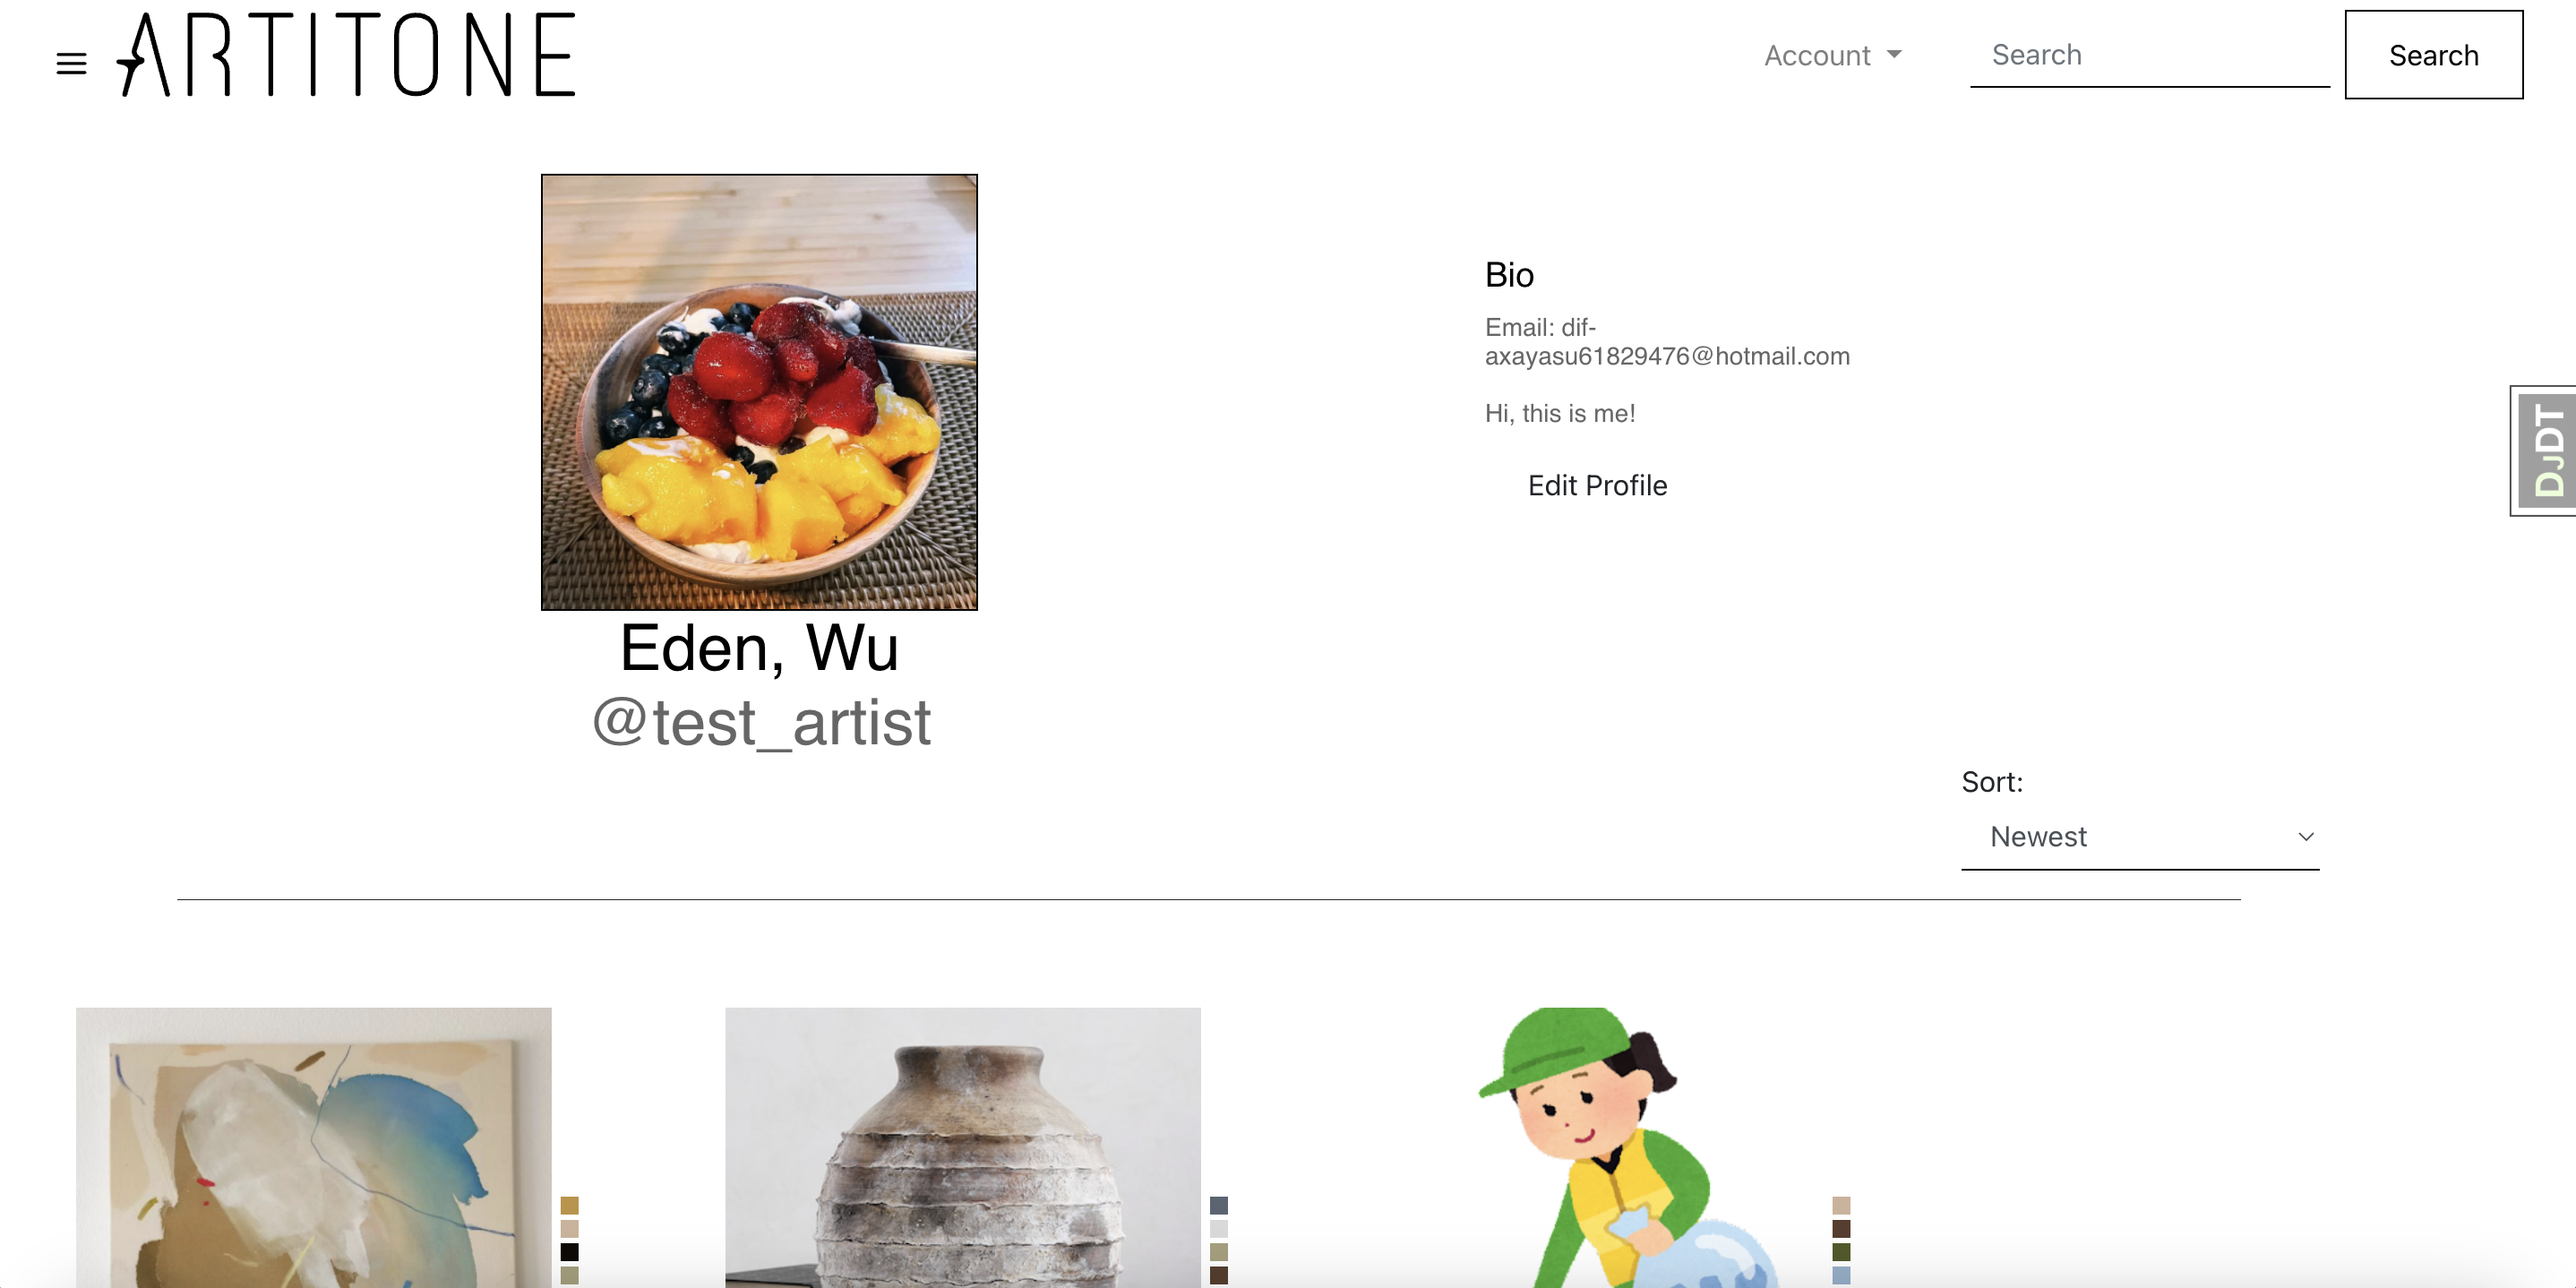 ARTITONE
Account
Search
Search
Bio
Email: dif-
axayasu61829476@hotmail.com
Hi, this is me!
Edit Profile
DJDT
Eden, Wu
@test_artist
Sort:
Newest